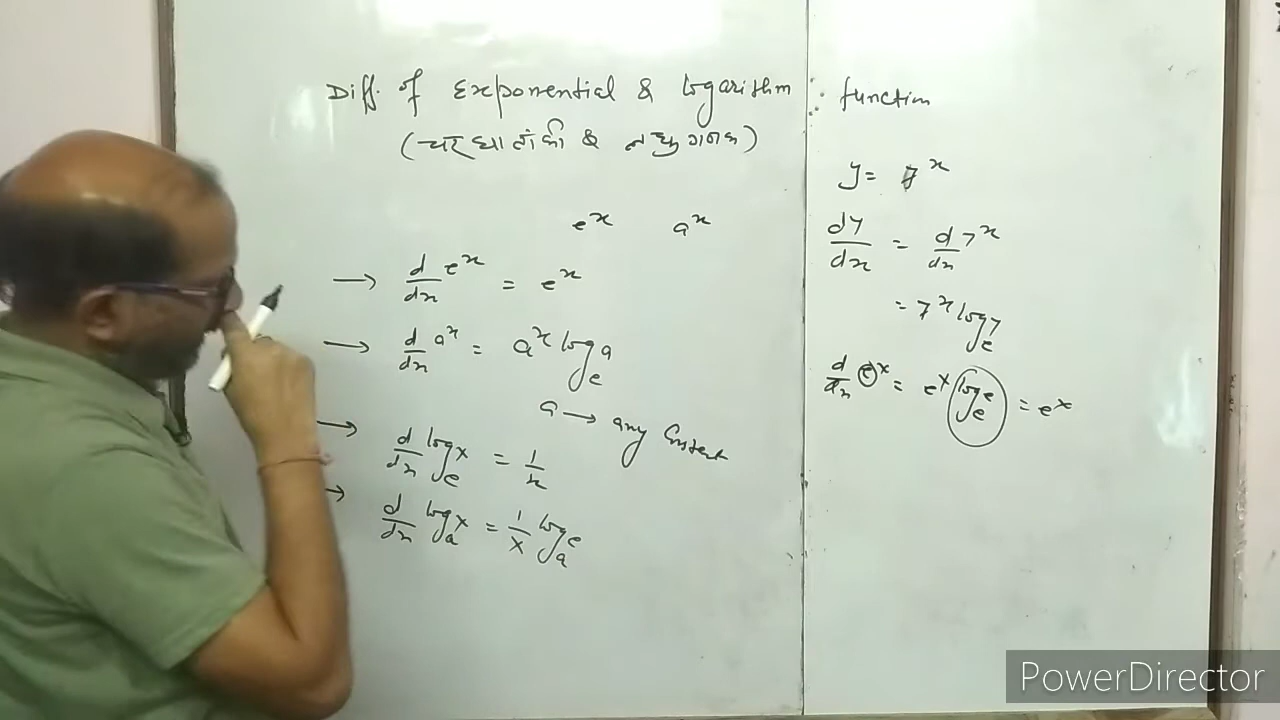 Diff. of Exponential & logarithm function
(चरघातांकी & लघुगणक)
e^x a^x
→ d/dx e^x = e^x
→ d/dx a^x = a^x log_e a
a → any
→ d/dx log_e x = 1/x
→ d/dx log_a x = 1/x log_a e
y = 7^x
dy/dx = d/dx 7^x
= 7^x log_e 7
d/dx e^x = e^x log_e e = e^x
PowerDirector